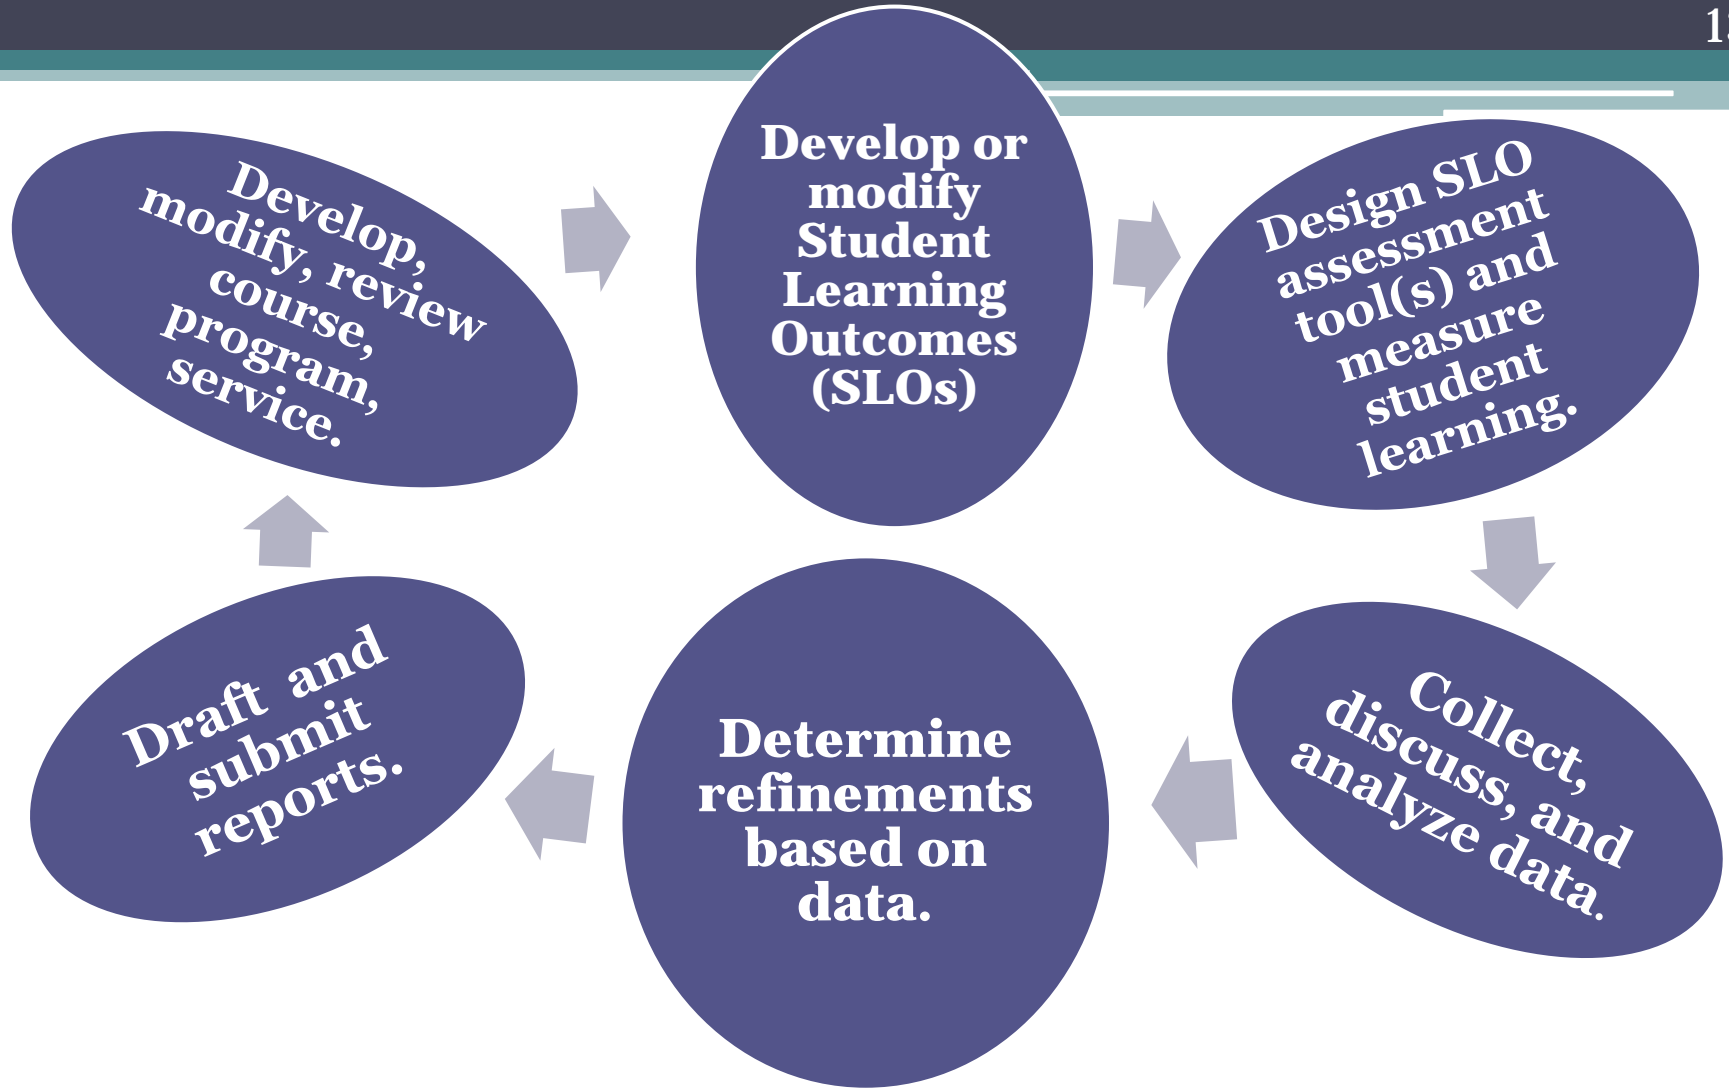 Develop or
modify
Student
Learning
Outcomes
(SLOs)
Design SLO
assessment
tool(s) and
measure
student
learning.
Collect,
discuss, and
analyze data.
Determine
refinements
based on
data.
Draft and
submit
reports.
Develop,
modify, review
course,
program,
service.